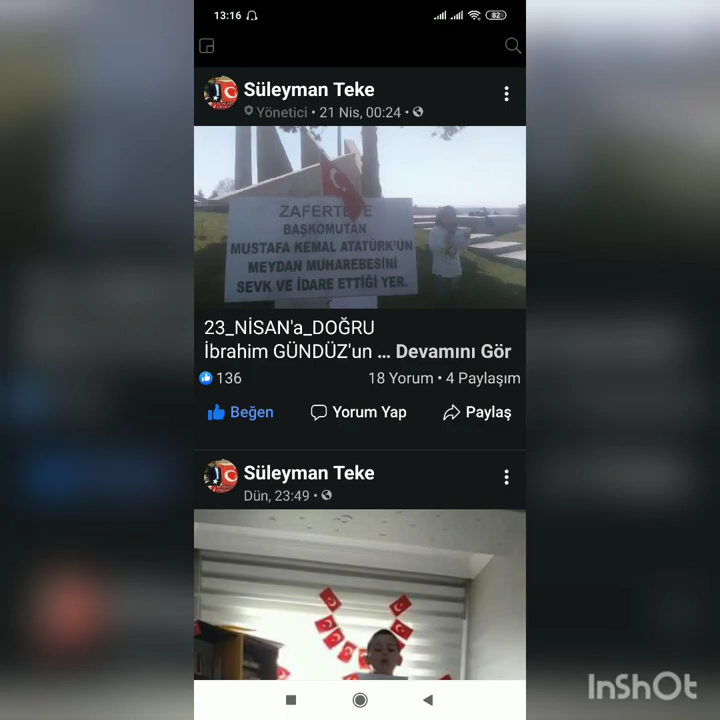 13:16
82
Süleyman Teke
Yönetici • 21 Nis, 00:24 •
ZAFERTEPE
BAŞKOMUTAN
MUSTAFA KEMAL ATATÜRK'ÜN
MEYDAN MUHAREBESİNİ
SEVK VE İDARE ETTİĞİ YER.
23_NİSAN'a_DOĞRU
İbrahim GÜNDÜZ'un ... Devamını Gör
136
18 Yorum • 4 Paylaşım
Beğen
Yorum Yap
Paylaş
Süleyman Teke
Dün, 23:49 •
InShOt